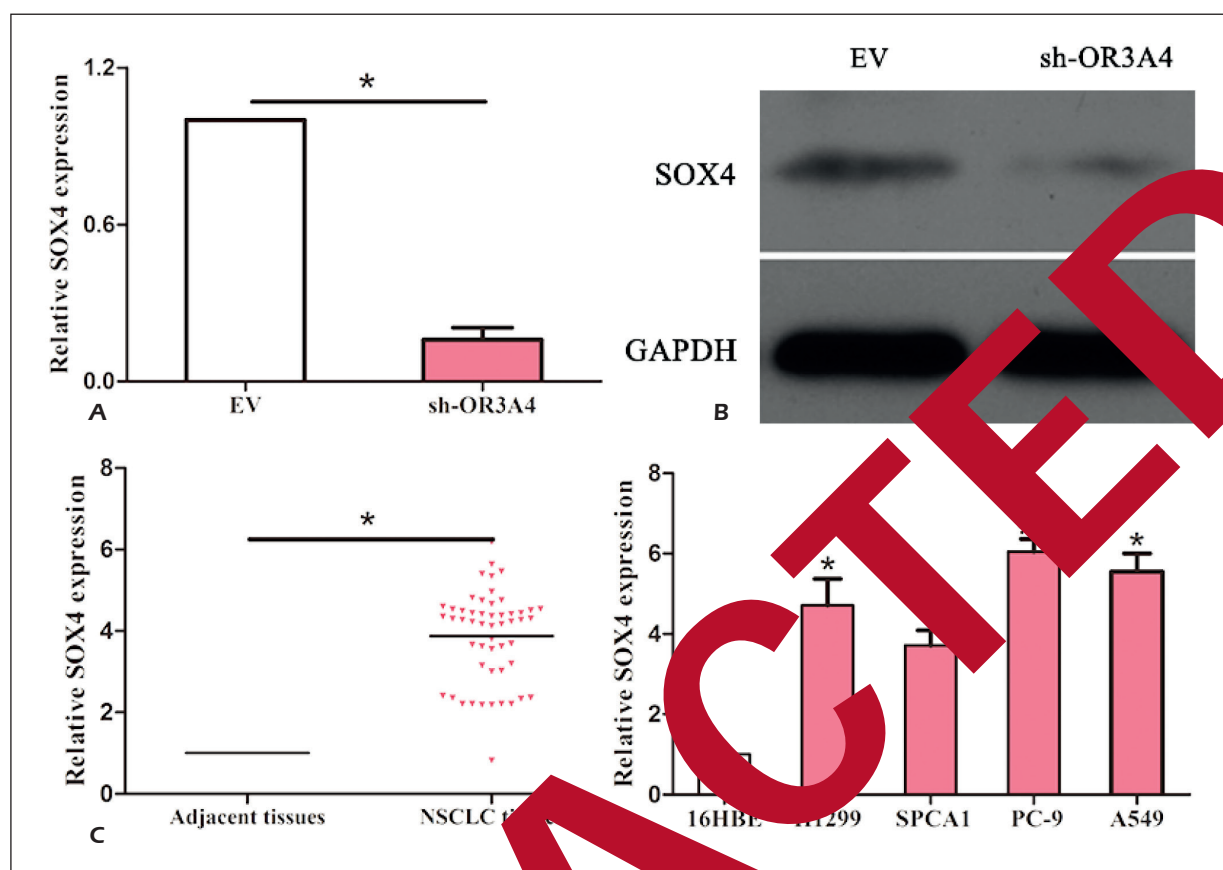 1.2
0.6
0.0
Relative SOX4 expression
*
EV
sh-OR3A4
A
EV sh-OR3A4
SOX4
GAPDH
B
8
6
4
2
0
Relative SOX4 expression
*
Adjacent tissues
NSCLC
C
8
6
4
2
0
Relative SOX4 expression
*
*
16HBE
H1299
SPCA1
PC-9
A549
ACTED